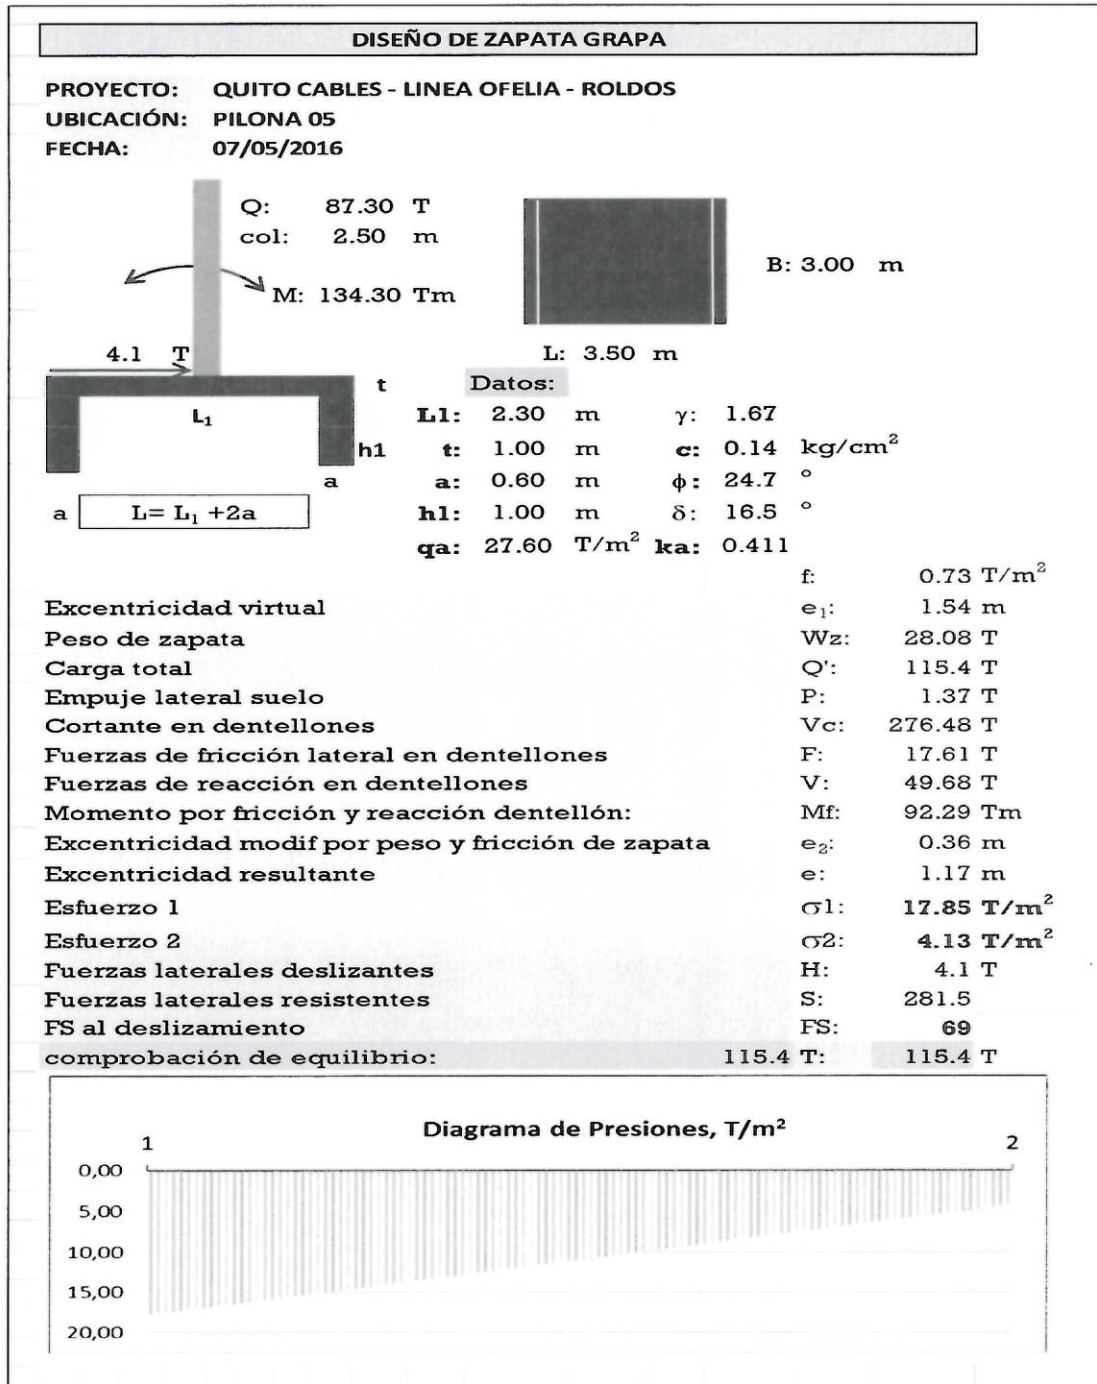 DISEÑO DE ZAPATA GRAPA
PROYECTO: QUITO CABLES - LINEA OFELIA - ROLDOS
UBICACIÓN: PILONA 05
FECHA: 07/05/2016
Q: 87.30 T
col: 2.50 m
B: 3.00 m
M: 134.30 Tm
4.1 T
L: 3.50 m
t Datos:
L₁ L1: 2.30 m γ: 1.67
h1 t: 1.00 m c: 0.14 kg/cm²
a a: 0.60 m ϕ: 24.7 °
a L= L₁ +2a h1: 1.00 m δ: 16.5 °
qa: 27.60 T/m² ka: 0.411
f: 0.73 T/m²
Excentricidad virtual e₁: 1.54 m
Peso de zapata Wz: 28.08 T
Carga total Q': 115.4 T
Empuje lateral suelo P: 1.37 T
Cortante en dentellones Vc: 276.48 T
Fuerzas de fricción lateral en dentellones F: 17.61 T
Fuerzas de reacción en dentellones V: 49.68 T
Momento por fricción y reacción dentellón: Mf: 92.29 Tm
Excentricidad modif por peso y fricción de zapata e₂: 0.36 m
Excentricidad resultante e: 1.17 m
Esfuerzo 1 σ1: 17.85 T/m²
Esfuerzo 2 σ2: 4.13 T/m²
Fuerzas laterales deslizantes H: 4.1 T
Fuerzas laterales resistentes S: 281.5
FS al deslizamiento FS: 69
comprobación de equilibrio: 115.4 T: 115.4 T
Diagrama de Presiones, T/m²
1 2
0,00
5,00
10,00
15,00
20,00